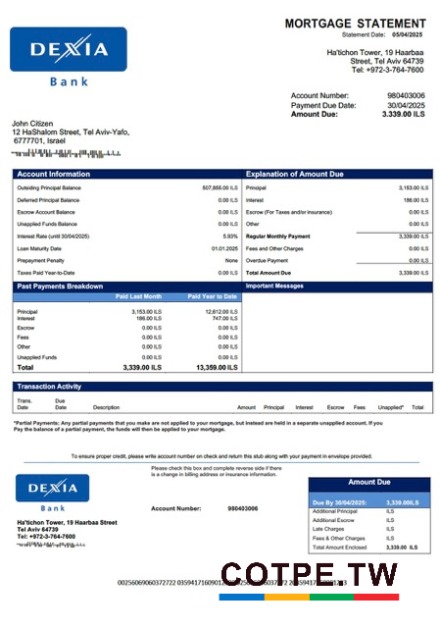 DEXIA
Bank
MORTGAGE STATEMENT
Statement Date: 05/04/2025
Ha'tichon Tower, 19 Haarbaa
Street, Tel Aviv 64739
Tel: +972-3-764-7600
Account Number: 980403006
Payment Due Date: 30/04/2025
Amount Due: 3.339.00 ILS
John Citizen
12 HaShalom Street, Tel Aviv-Yafo,
6777701, Israel
Account Information
Outsiding Principal Balance 507,855.00 ILS
Deferred Principal Balance 0.00 ILS
Escrow Account Balance 0.00 ILS
Unapplied Funds Balance 0.00 ILS
Interest Rate (until 30/04/2025) 5.93%
Loan Maturity Date 01.01.2025
Prepayment Penalty None
Taxes Paid Year-to-Date 0.00 ILS
Explanation of Amount Due
Principal 3,153.00 ILS
Interest 186.00 ILS
Escrow (For Taxes and/or insurance) 0.00 ILS
Other 0.00 ILS
Regular Monthly Payment 3,339.00 ILS
Fees and Other Charges 0.00 ILS
Overdue Payment 0.00 ILS
Total Amount Due 3,339.00 ILS
Past Payments Breakdown
Paid Last Month Paid Year to Date
Principal 3,153.00 ILS 12,612.00 ILS
Interest 186.00 ILS 747.00 ILS
Escrow 0.00 ILS 0.00 ILS
Fees 0.00 ILS 0.00 ILS
Other 0.00 ILS 0.00 ILS
Unapplied Funds 0.00 ILS 0.00 ILS
Total 3,339.00 ILS 13,359.00 ILS
Important Messages
Transaction Activity
Trans. Date Due Date Description Amount Principal Interest Escrow Fees Unapplied* Total
*Partial Payments: Any partial payments that you make are not applied to your mortgage, but instead are held in a separate unapplied account. If you
Pay the balance of a partial payment, the funds will then be applied to your mortgage.
To ensure proper credit, please write account number on check and return this stub along with your payment in envelope provided.
DEXIA
Bank
Please check this box and complete reverse side if there
is a change in billing address or insurance information.
Account Number: 980403006
Ha'tichon Tower, 19 Haarbaa Street
Tel Aviv 64739
Tel: +972-3-764-7600
Amount Due
Due By 30/04/2025: 3,339.00ILS
Additional Principal ILS
Additional Escrow ILS
Late Charges ILS
Fees & Other Charges ILS
Total Amount Enclosed 3,339.00 ILS
COTPE.TW